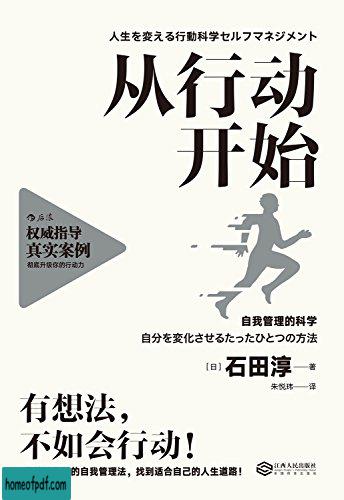 人生を変える行動科学セルフマネジメント
从行动
开始
后浪
权威指导
真实案例
彻底升级你的行动力
自我管理的科学
自分を変化させるたったひとつの方法
[日] 石田淳——著
朱悦玮——译
有想法，
不如会行动！
的自我管理法，找到适合自己的人生道路！
江西人民出版社
homeofpdf.com